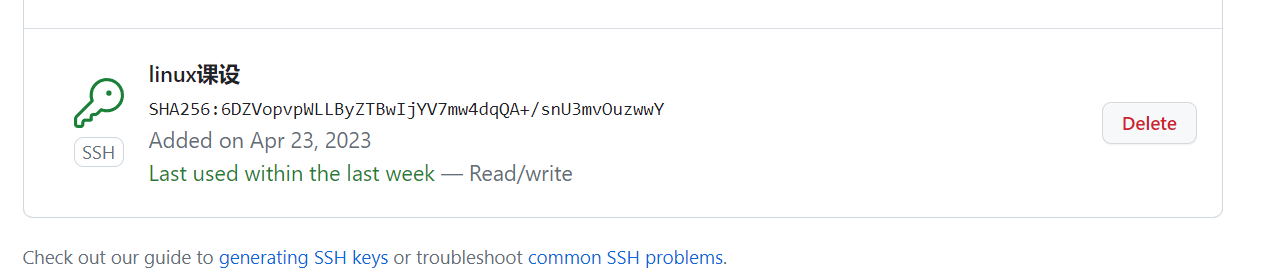 linux课设
SHA256:6DZVopvpWLLByZTBwIjYV7mw4dqQA+/snU3mvOuzwwY
Added on Apr 23, 2023
Last used within the last week — Read/write
SSH
Delete
Check out our guide to generating SSH keys or troubleshoot common SSH problems.